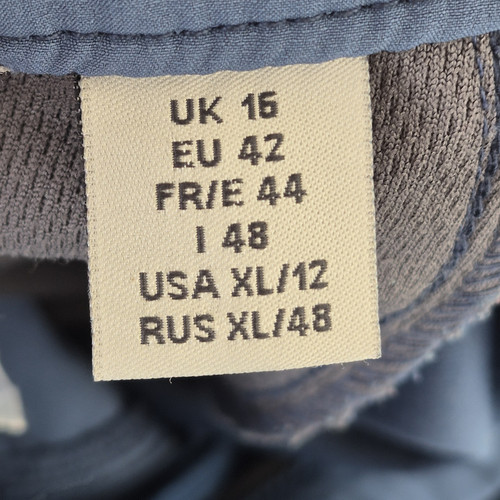 UK 16
EU 42
FR/E 44
I 48
USA XL/12
RUS XL/48